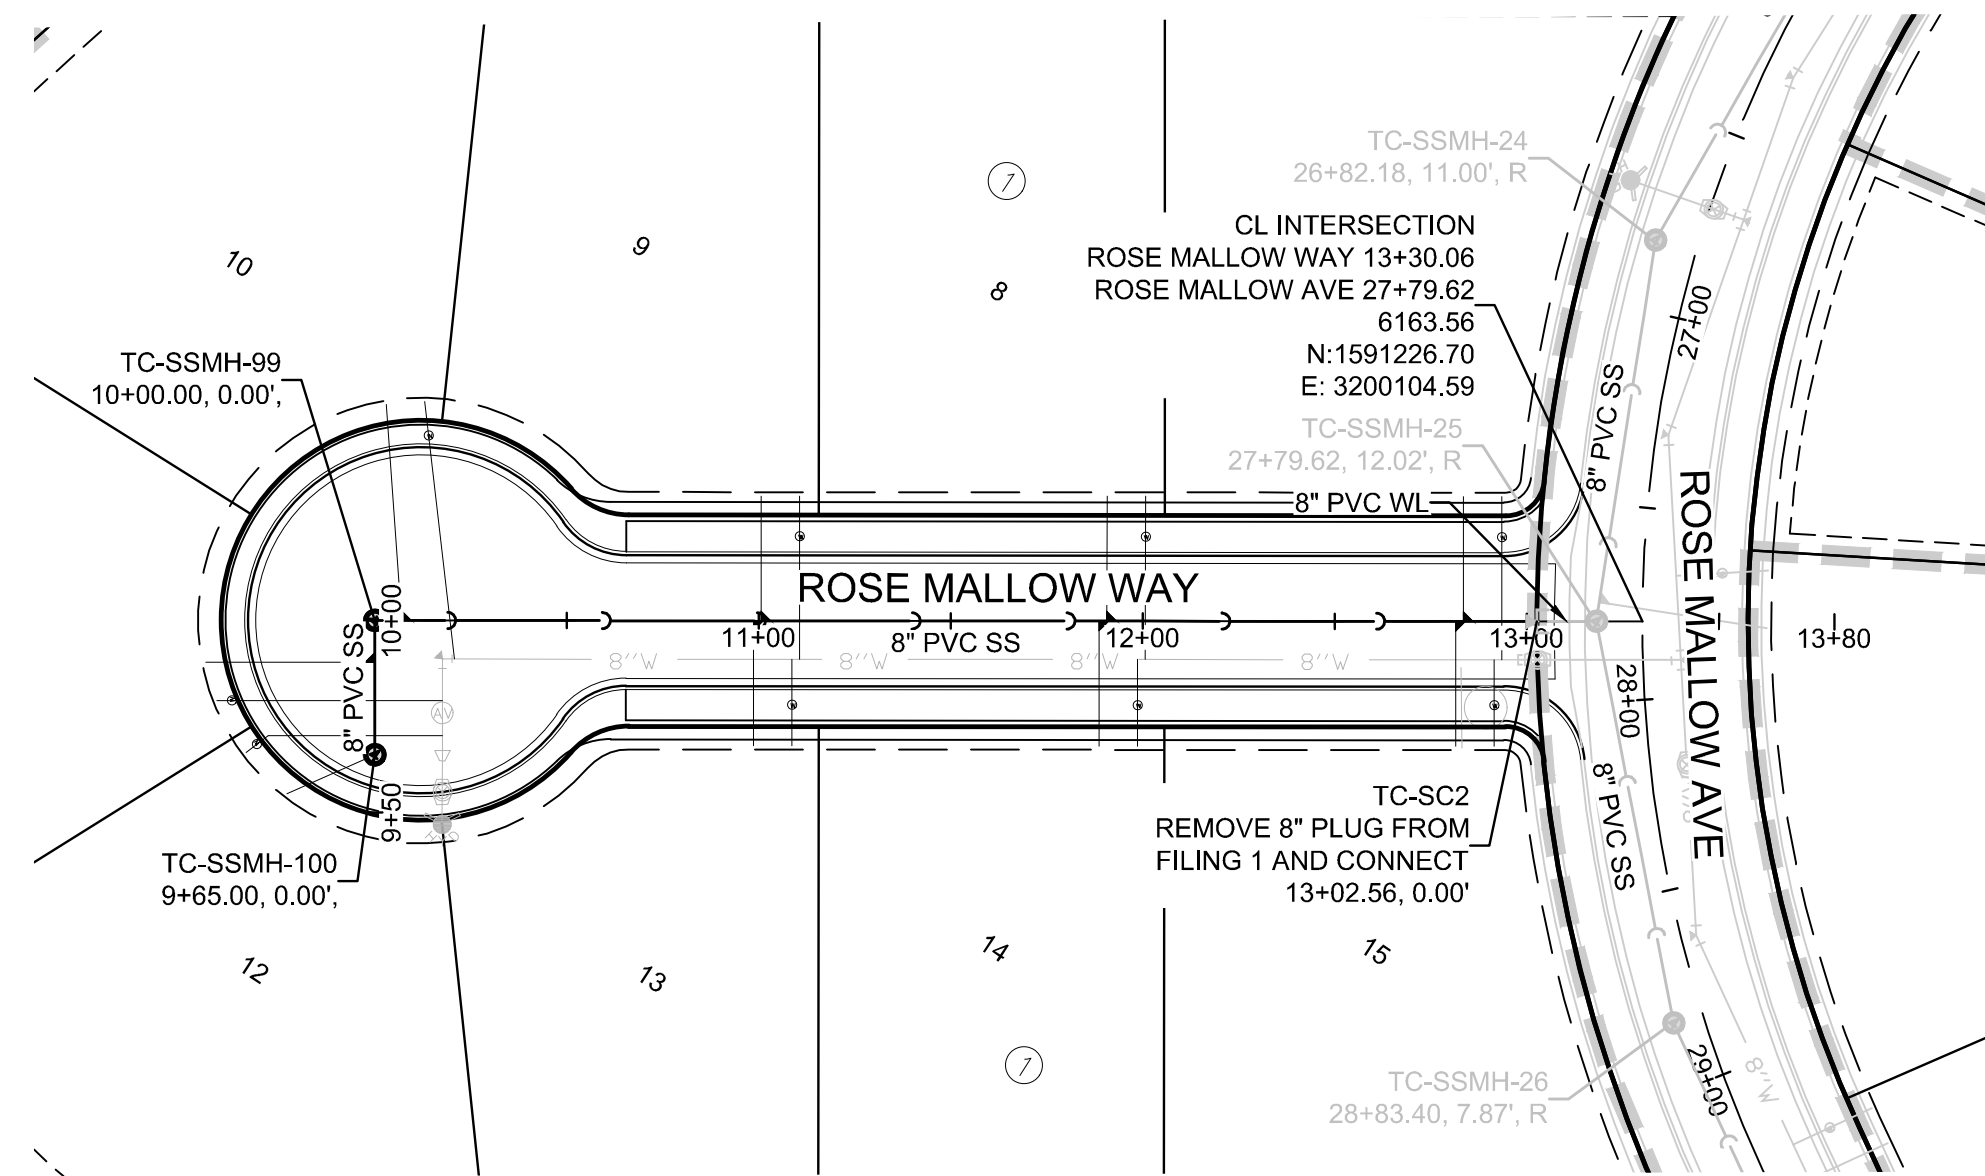 TC-SSMH-24
26+82.18, 11.00', R
7
CL INTERSECTION
ROSE MALLOW WAY 13+30.06
ROSE MALLOW AVE 27+79.62
6163.56
N:1591226.70
E: 3200104.59
10
9
8
27+00
TC-SSMH-99
10+00.00, 0.00',
8" PVC SS
TC-SSMH-25
27+79.62, 12.02', R
8" PVC WL
ROSE MALLOW WAY
ROSE MALLOW AVE
10+00
11+00
8" PVC SS
12+00
13+00
13+80
8" PVC SS
8''W
8''W
8''W
8''W
28+00
AV
9+50
8" PVC SS
TC-SC2
REMOVE 8" PLUG FROM
FILING 1 AND CONNECT
13+02.56, 0.00'
TC-SSMH-100
9+65.00, 0.00',
12
13
14
15
7
29+00
8''W
TC-SSMH-26
28+83.40, 7.87', R